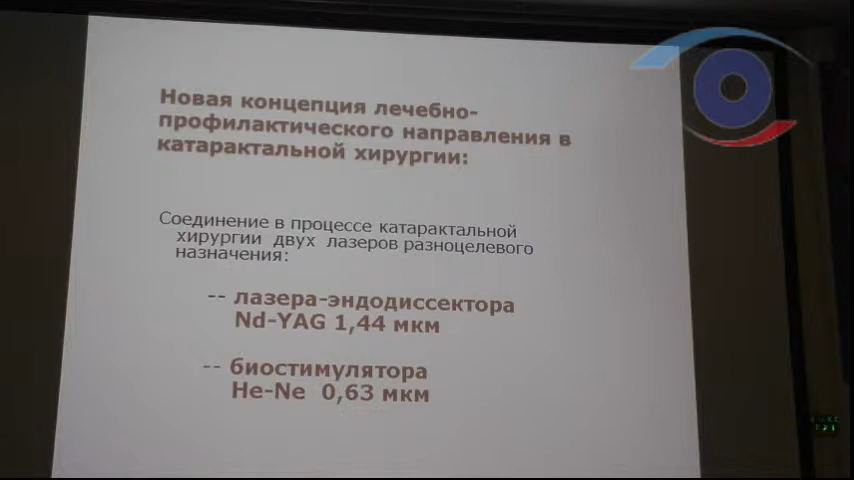 Новая концепция лечебно-
профилактического направления в
катарактальной хирургии:
Соединение в процессе катарактальной
хирургии двух лазеров разноцелевого
назначения:
-- лазера-эндодиссектора
Nd-YAG 1,44 мкм
-- биостимулятора
He-Ne 0,63 мкм